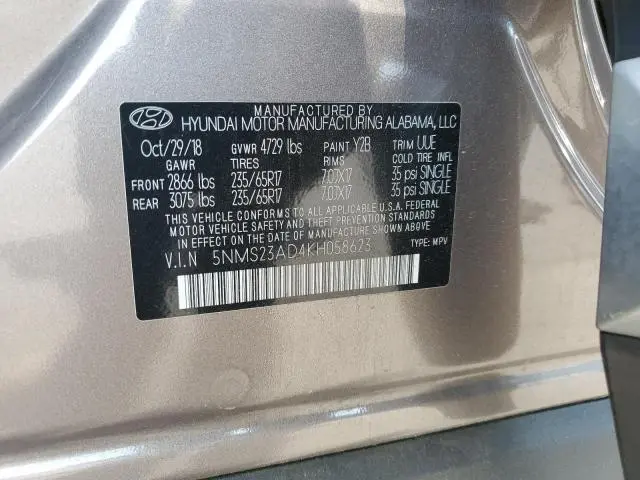 MANUFACTURED BY
HYUNDAI MOTOR MANUFACTURING ALABAMA, LLC
Oct/29/18 GVWR 4729 lbs PAINT Y2B TRIM UUE
GAWR TIRES RIMS COLD TIRE INFL
FRONT 2866 lbs 235/65R17 7.0JX17 35 psi SINGLE
REAR 3075 lbs 235/65R17 7.0JX17 35 psi SINGLE
THIS VEHICLE CONFORMS TO ALL APPLICABLE U.S.A. FEDERAL
MOTOR VEHICLE SAFETY AND THEFT PREVENTION STANDARDS
IN EFFECT ON THE DATE OF MANUFACTURE SHOWN ABOVE.
V.I.N 5NMS23AD4KH058623 TYPE: MPV